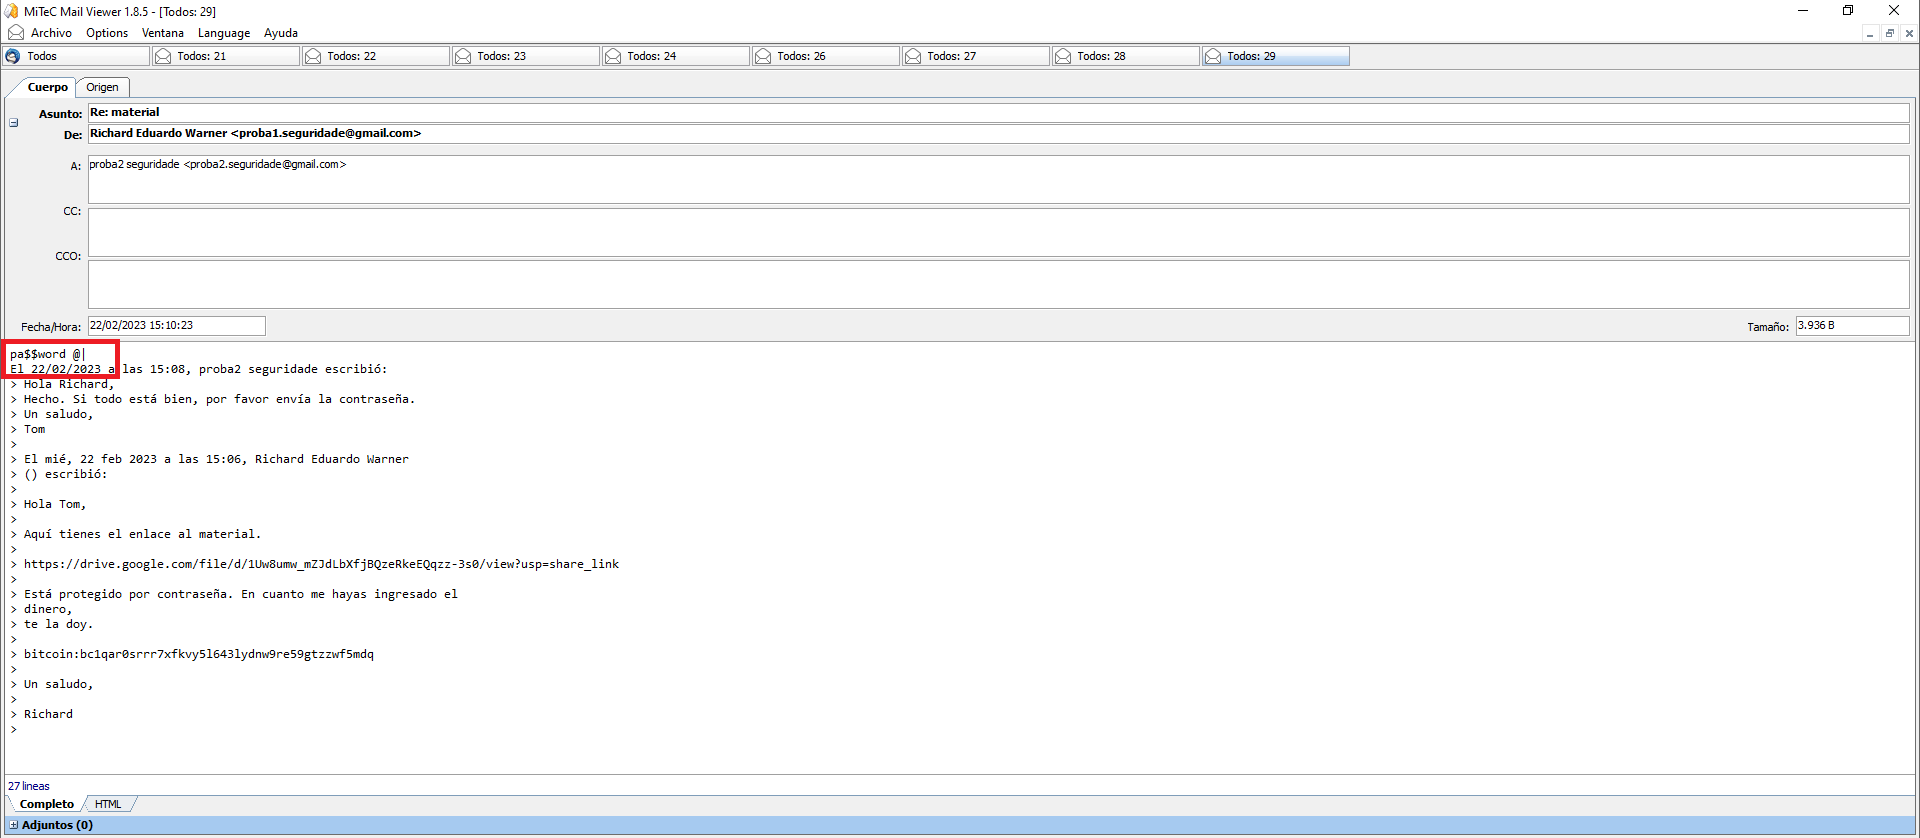 MiTeC Mail Viewer 1.8.5 - [Todos: 29]
Archivo Options Ventana Language Ayuda
Todos Todos: 21 Todos: 22 Todos: 23 Todos: 24 Todos: 26 Todos: 27 Todos: 28 Todos: 29
Cuerpo Origen
Asunto: Re: material
De: Richard Eduardo Warner <proba1.seguridade@gmail.com>
A: proba2 seguridade <proba2.seguridade@gmail.com>
CC:
CCO:
Fecha/Hora: 22/02/2023 15:10:23 Tamaño: 3.936 B
pa$$word @|
El 22/02/2023 a las 15:08, proba2 seguridade escribió:
> Hola Richard,
> Hecho. Si todo está bien, por favor envía la contraseña.
> Un saludo,
> Tom
>
> El mié, 22 feb 2023 a las 15:06, Richard Eduardo Warner
> () escribió:
>
> Hola Tom,
>
> Aquí tienes el enlace al material.
>
> https://drive.google.com/file/d/1Uw8umw_mZJdLbXfjBQzeRkeEQqzz-3s0/view?usp=share_link
>
> Está protegido por contraseña. En cuanto me hayas ingresado el
> dinero,
> te la doy.
>
> bitcoin:bc1qar0srrr7xfkvy5l643lydnw9re59gtzzwf5mdq
>
> Un saludo,
>
> Richard
>
27 lineas
Completo HTML
Adjuntos (0)